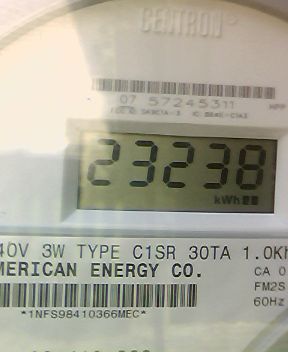 CENTRON
07 57245311
23238
kWh
40V 3W TYPE C1SR 30TA 1.0Kh
MERICAN ENERGY CO. CA 0
FM2S
*1NFS98410366MEC* 60Hz